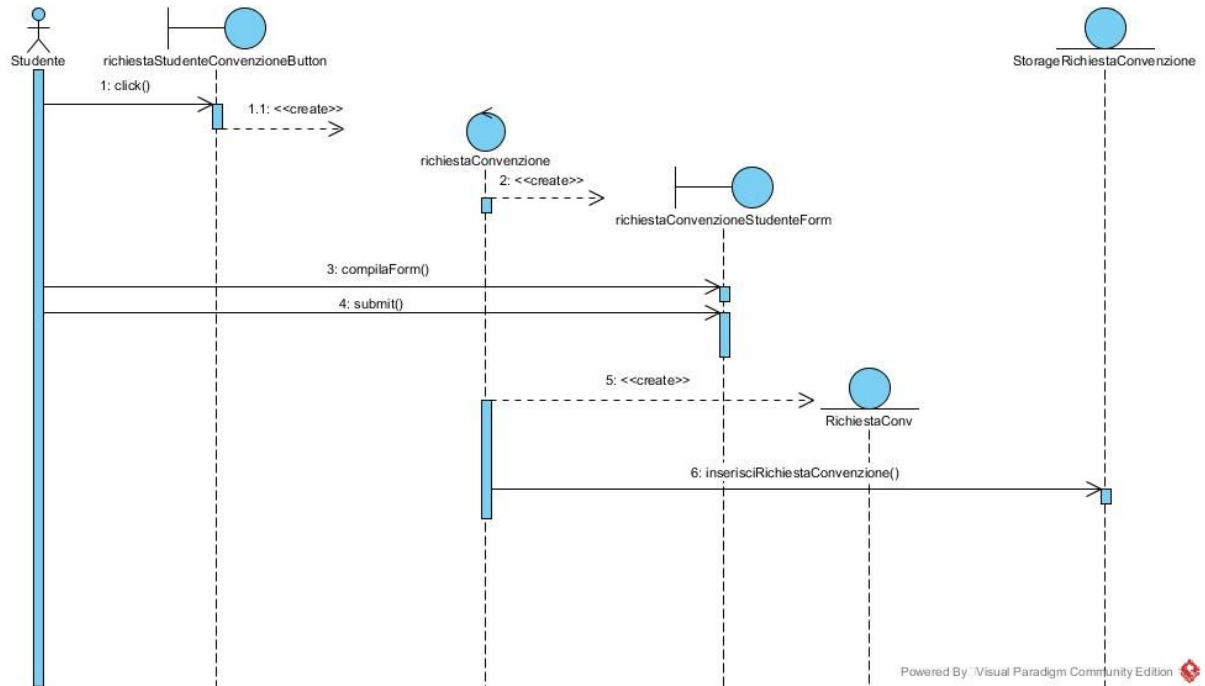 Studente
richiestaStudenteConvenzioneButton
StorageRichiestaConvenzione
1: click()
1.1: <<create>>
richiestaConvenzione
2: <<create>>
richiestaConvenzioneStudenteForm
3: compilaForm()
4: submit()
5: <<create>>
RichiestaConv
6: inserisciRichiestaConvenzione()
Powered By Visual Paradigm Community Edition